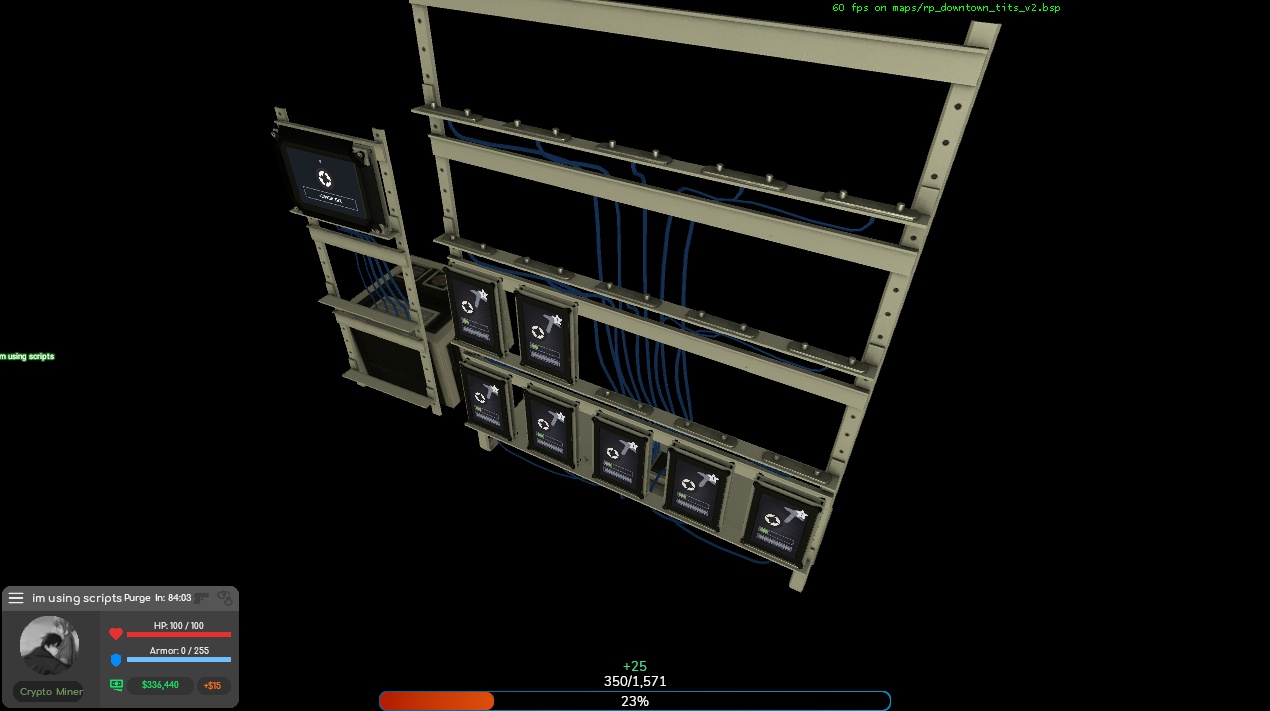 60 fps on maps/rp_downtown_tits_v2.bsp
m using scripts
im using scripts Purge In: 84:03
HP: 100 / 100
Armor: 0 / 255
Crypto Miner
$336,440
+$15
+25
350/1,571
23%